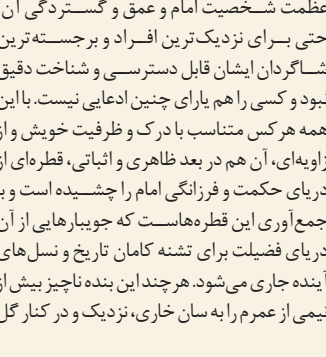 عظمت شخصیت امام و عمق و گستردگی آن
حتی برای نزدیک‌ترین افراد و برجسته‌ترین
شاگردان ایشان قابل دسترسی و شناخت دقیق
نبود و کسی را هم یارای چنین ادعایی نیست. با این
همه هر کس متناسب با درک و ظرفیت خویش و از
زاویه‌ای، آن هم در بعد ظاهری و اثباتی، قطره‌ای از
دریای حکمت و فرزانگی امام را چشیده است و با
جمع‌آوری این قطره‌هاست که جویبارهایی از آن
دریای فضیلت برای تشنه کامان تاریخ و نسل‌های
آینده جاری می‌شود. هر چند این بنده ناچیز بیش از
نیمی از عمرم را به سان خاری، نزدیک و در کنار گل